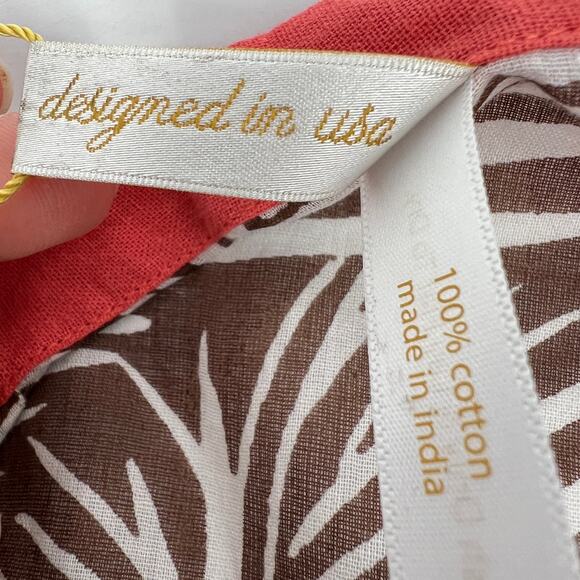 designed in usa
100% cotton
made in india